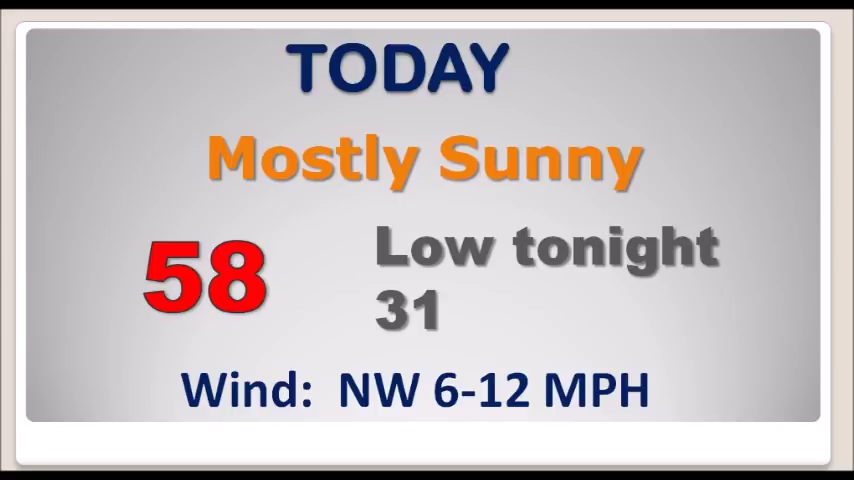 TODAY
Mostly Sunny
58
Low tonight
31
Wind: NW 6-12 MPH